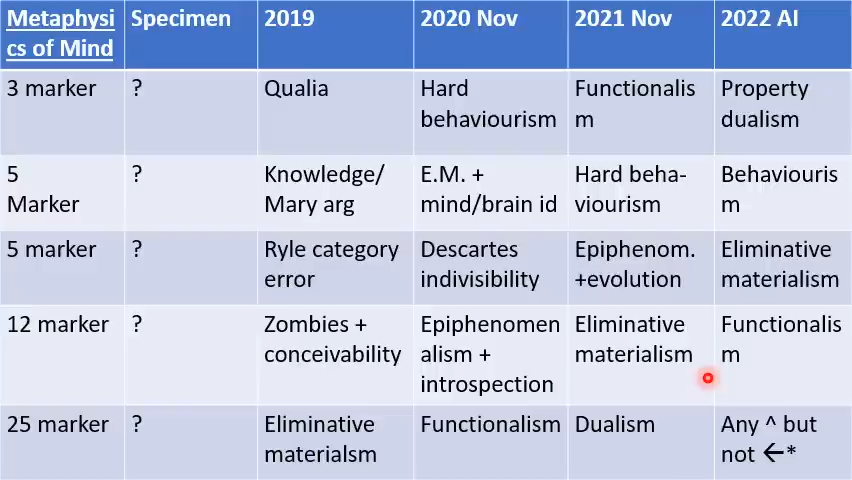 Metaphysi
cs of Mind
Specimen
2019
2020 Nov
2021 Nov
2022 AI
3 marker
?
Qualia
Hard
behaviourism
Functionalis
m
Property
dualism
5
Marker
?
Knowledge/
Mary arg
E.M. +
mind/brain id
Hard beha-
viourism
Behaviouris
m
5 marker
?
Ryle category
error
Descartes
indivisibility
Epiphenom.
+evolution
Eliminative
materialism
12 marker
?
Zombies +
conceivability
Epiphenomen
alism +
introspection
Eliminative
materialism
Functionalis
m
25 marker
?
Eliminative
materialsm
Functionalism
Dualism
Any ^ but
not ←*